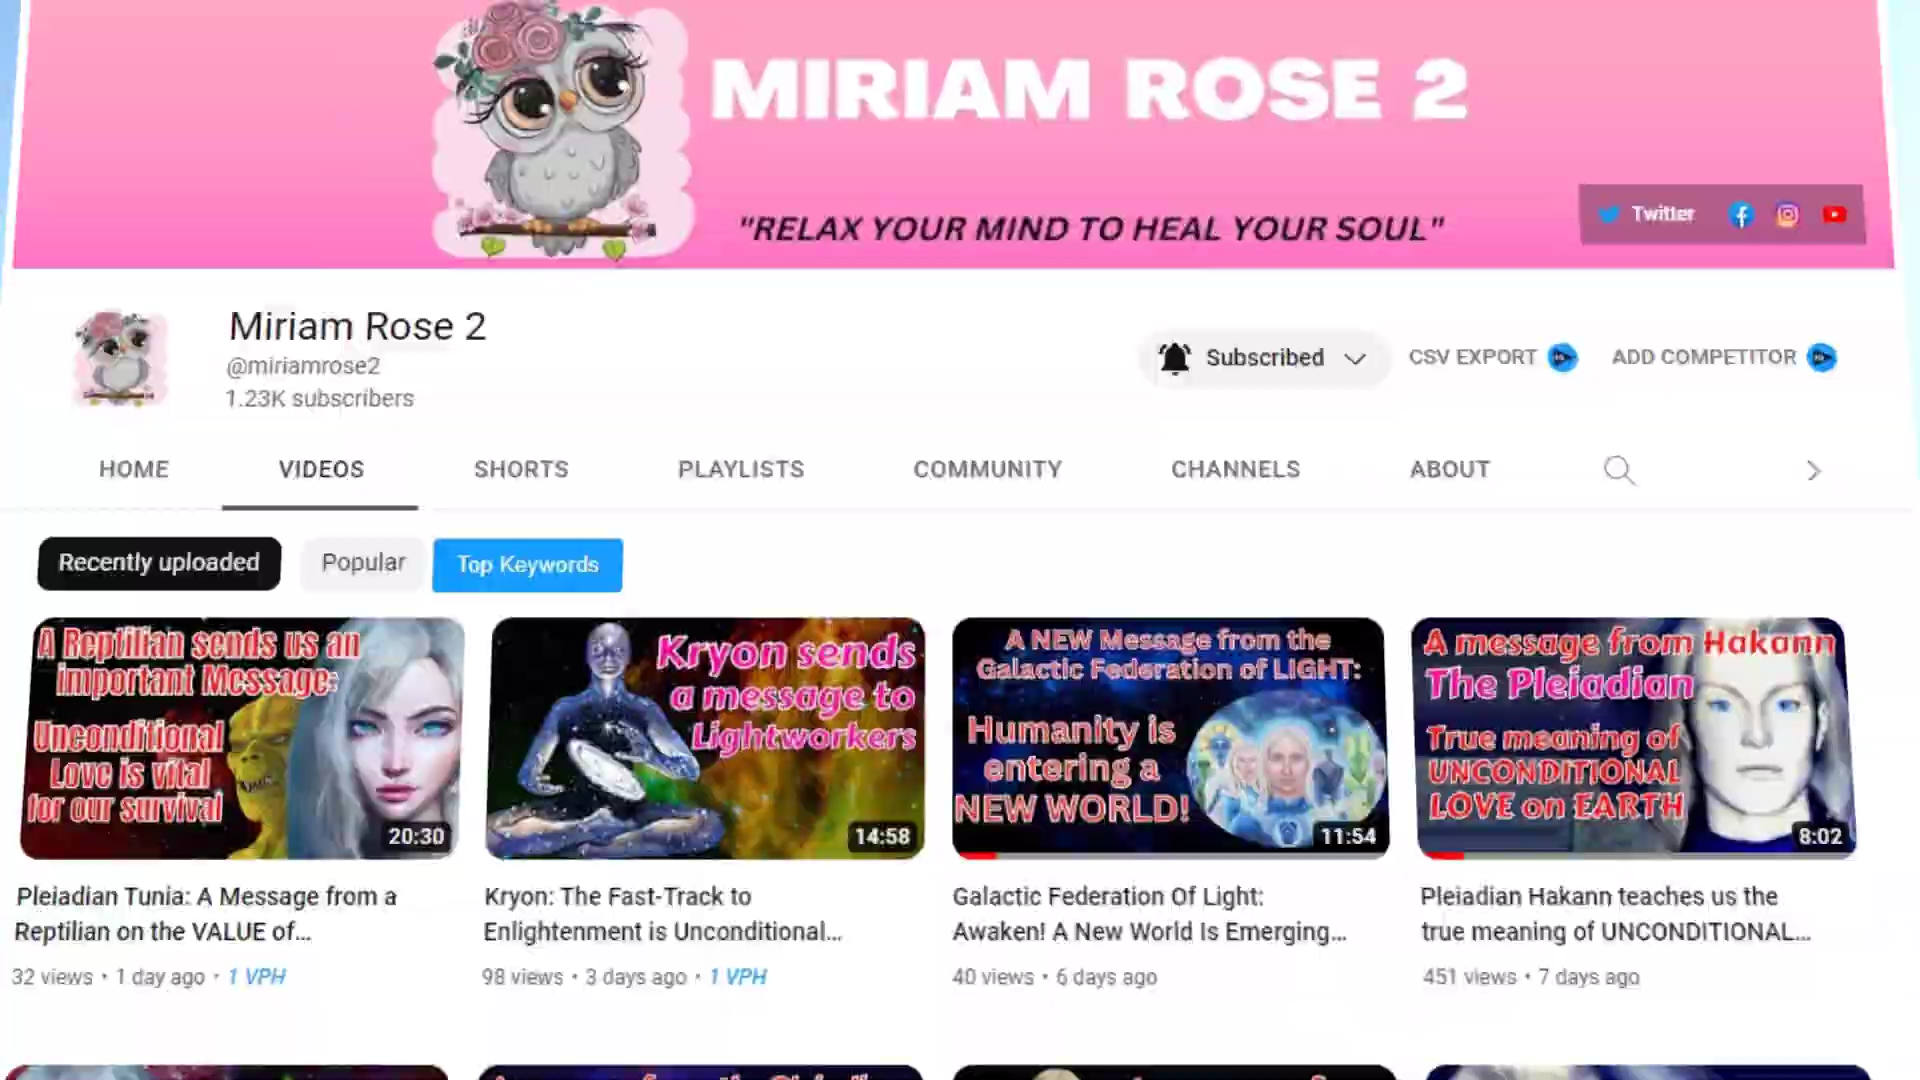 MIRIAM ROSE 2
"RELAX YOUR MIND TO HEAL YOUR SOUL"
Twitter
Miriam Rose 2
@miriamrose2
1.23K subscribers
Subscribed
CSV EXPORT
ADD COMPETITOR
HOME
VIDEOS
SHORTS
PLAYLISTS
COMMUNITY
CHANNELS
ABOUT
Recently uploaded
Popular
Top Keywords
A Reptilian sends us an
important Message:
Unconditional
Love is vital
for our survival
20:30
Kryon sends
a message to
Lightworkers
14:58
A NEW Message from the
Galactic Federation of LIGHT:
Humanity is
entering a
NEW WORLD!
11:54
A message from Hakann
The Pleiadian
True meaning of
UNCONDITIONAL
LOVE on EARTH
8:02
Pleiadian Tunia: A Message from a
Reptilian on the VALUE of...
32 views • 1 day ago • 1 VPH
Kryon: The Fast-Track to
Enlightenment is Unconditional...
98 views • 3 days ago • 1 VPH
Galactic Federation Of Light:
Awaken! A New World Is Emerging...
40 views • 6 days ago
Pleiadian Hakann teaches us the
true meaning of UNCONDITIONAL...
451 views • 7 days ago